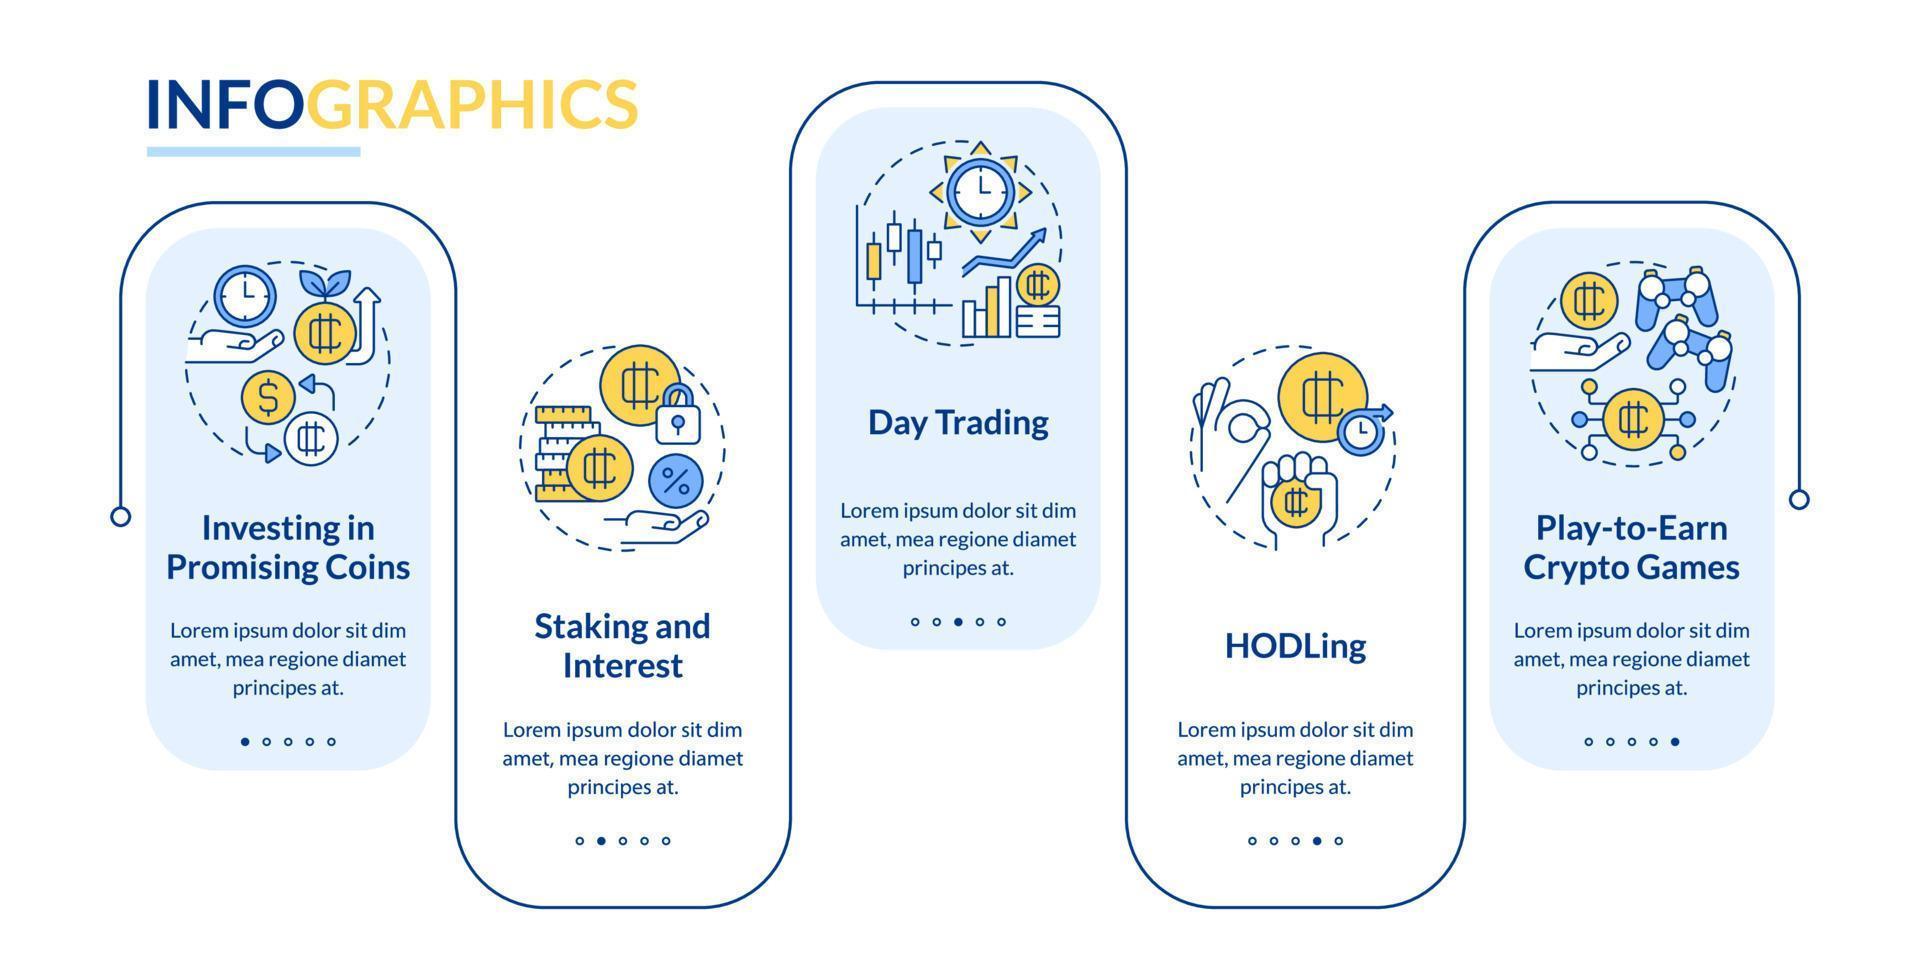 INFOGRAPHICS
Investing in
Promising Coins
Lorem ipsum dolor sit dim
amet, mea regione diamet
principes at.
Staking and
Interest
Lorem ipsum dolor sit dim
amet, mea regione diamet
principes at.
Day Trading
Lorem ipsum dolor sit dim
amet, mea regione diamet
principes at.
HODLing
Lorem ipsum dolor sit dim
amet, mea regione diamet
principes at.
Play-to-Earn
Crypto Games
Lorem ipsum dolor sit dim
amet, mea regione diamet
principes at.